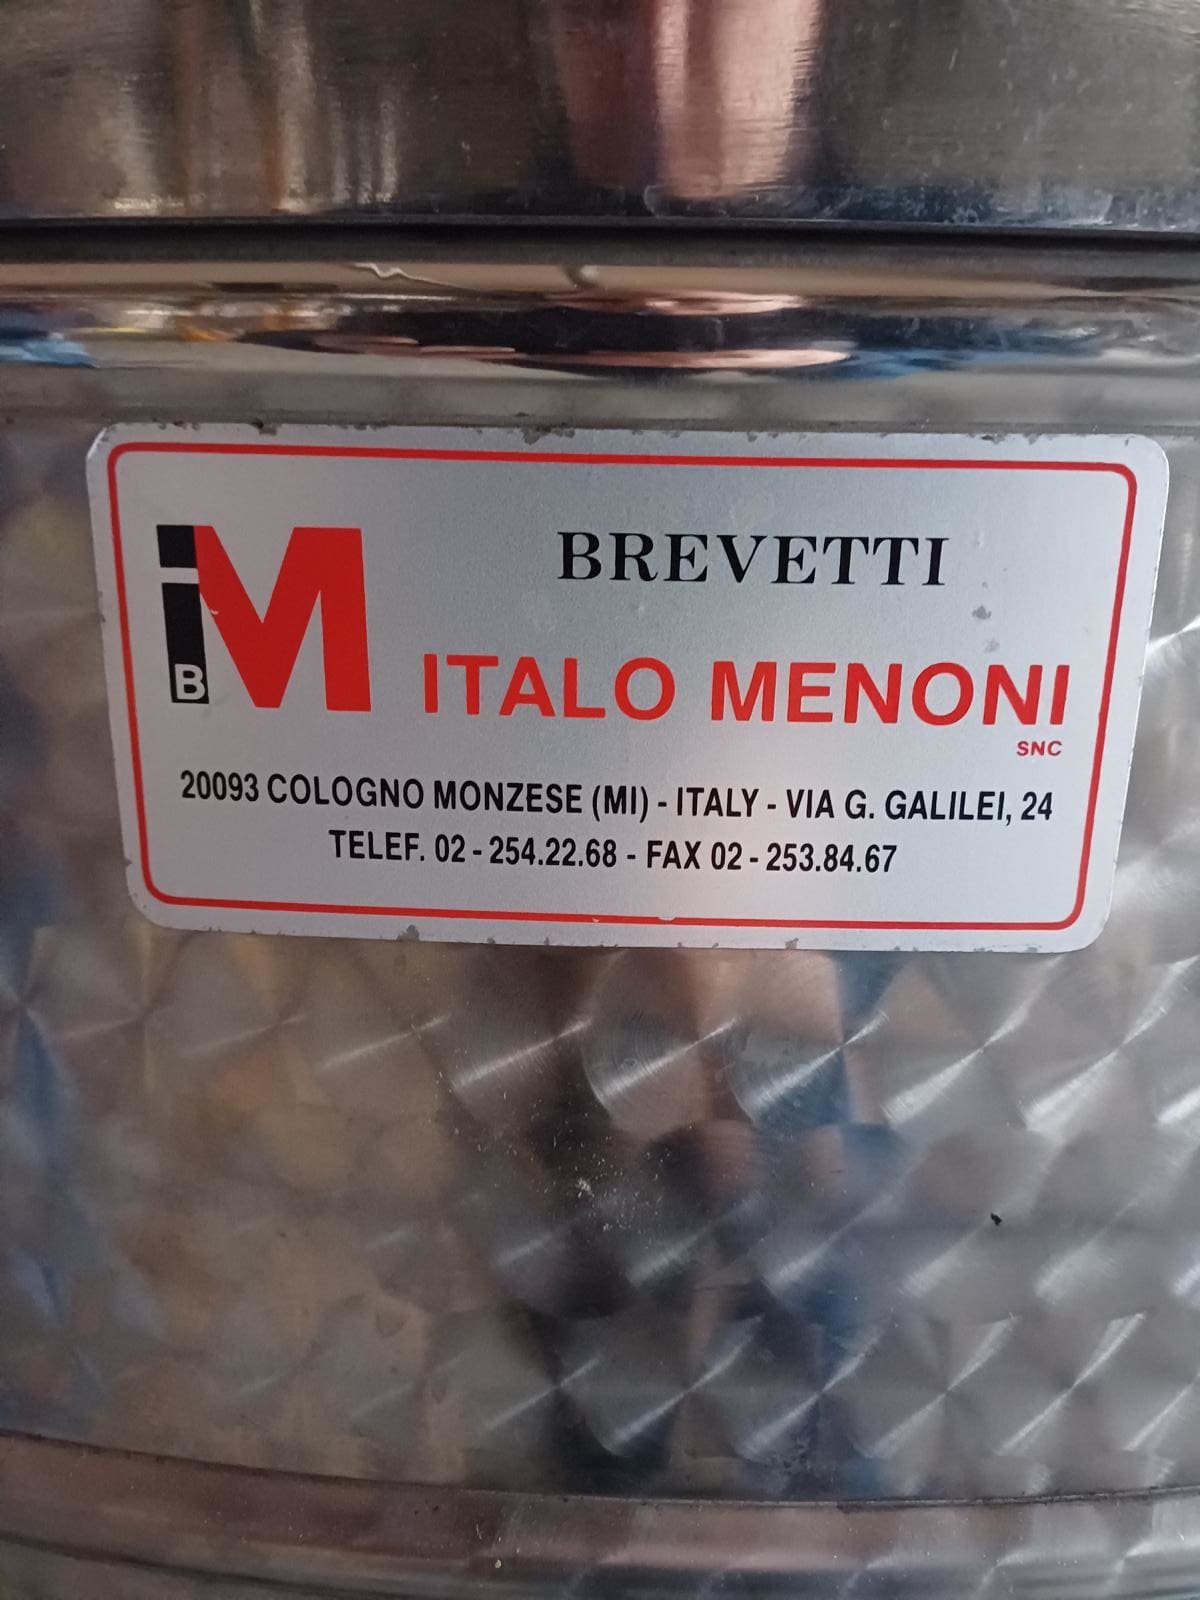 iM
B
BREVETTI
ITALO MENONI
SNC
20093 COLOGNO MONZESE (MI) - ITALY - VIA G. GALILEI, 24
TELEF. 02 - 254.22.68 - FAX 02 - 253.84.67